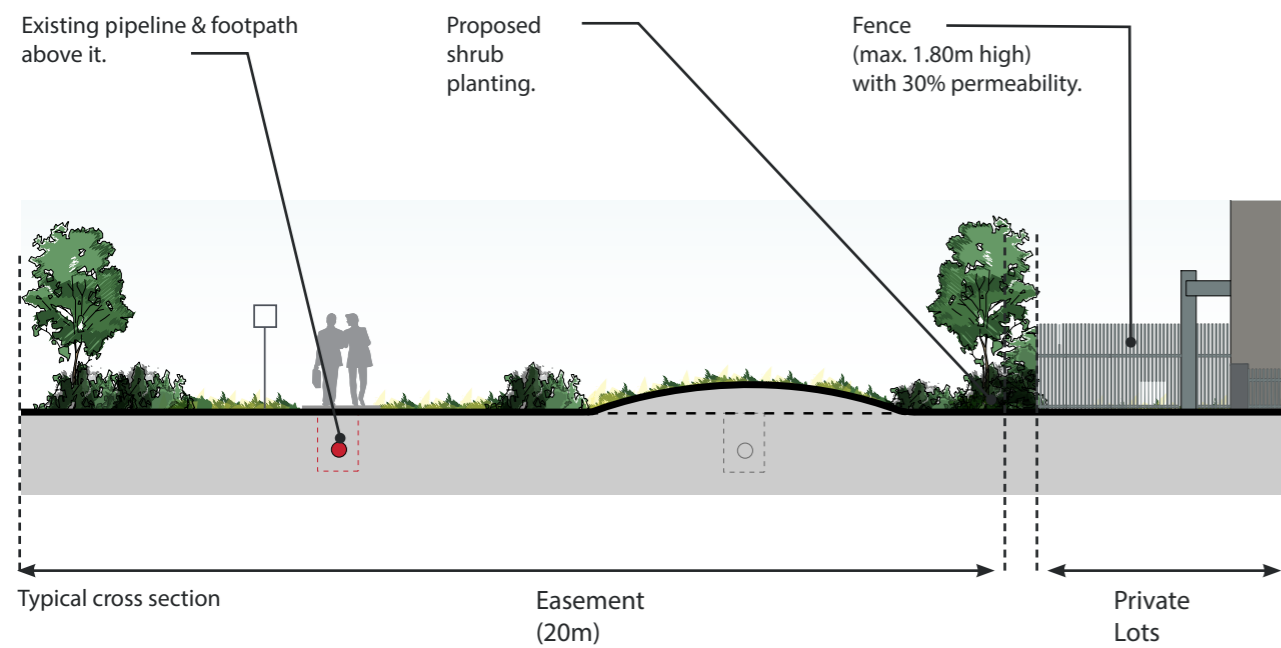 Existing pipeline & footpath
above it.
Proposed
shrub
planting.
Fence
(max. 1.80m high)
with 30% permeability.
Typical cross section
Easement
(20m)
Private
Lots